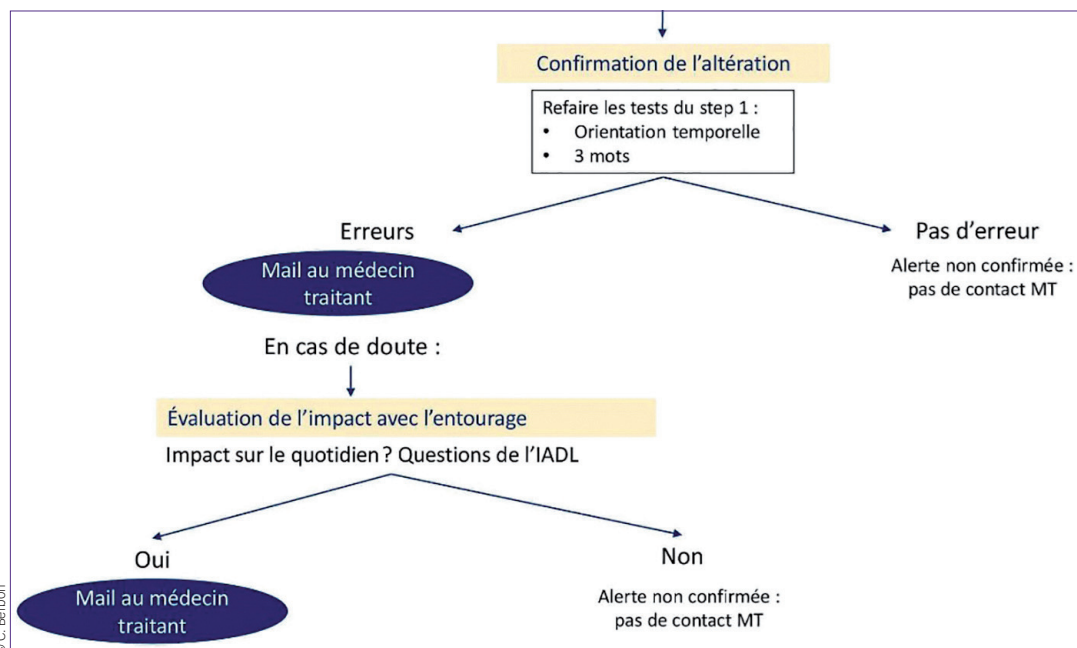 Confirmation de l’altération
Refaire les tests du step 1 :
• Orientation temporelle
• 3 mots
Erreurs
Mail au médecin
traitant
Pas d’erreur
Alerte non confirmée :
pas de contact MT
En cas de doute :
Évaluation de l’impact avec l’entourage
Impact sur le quotidien ? Questions de l’IADL
Oui
Mail au médecin
traitant
Non
Alerte non confirmée :
pas de contact MT
© C. Berbon